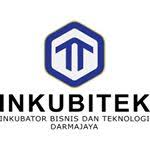 INKUBITEK
INKUBATOR BISNIS DAN TEKNOLOGI
DARMAJAYA